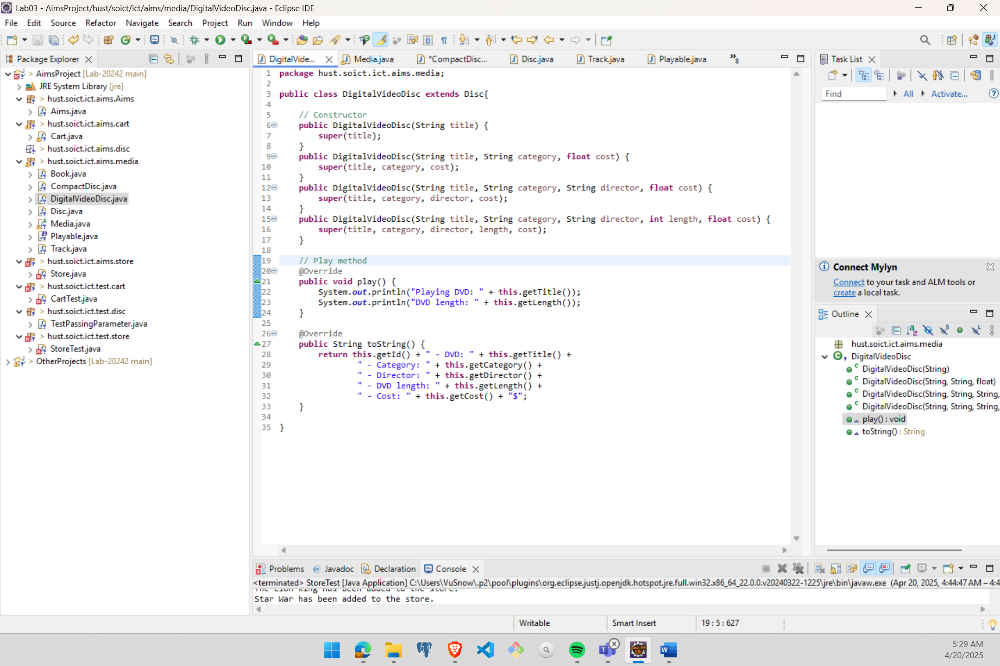 Lab03 - AimsProject/hust/soict/ict/aims/media/DigitalVideoDisc.java - Eclipse IDE
File Edit Source Refactor Navigate Search Project Run Window Help
Package Explorer
> AimsProject [Lab-20242 main]
JRE System Library [jre]
> hust.soict.ict.aims.Aims
Aims.java
> hust.soict.ict.aims.cart
Cart.java
> hust.soict.ict.aims.disc
> hust.soict.ict.aims.media
Book.java
CompactDisc.java
DigitalVideoDisc.java
Disc.java
Media.java
Playable.java
Track.java
> hust.soict.ict.aims.store
Store.java
> hust.soict.ict.test.cart
CartTest.java
> hust.soict.ict.test.disc
TestPassingParameter.java
> hust.soict.ict.test.store
StoreTest.java
> OtherProjects [Lab-20242 main]
DigitalVide... Media.java *CompactDisc... Disc.java Track.java Playable.java »8
1 package hust.soict.ict.aims.media;
2
3 public class DigitalVideoDisc extends Disc{
4
5 // Constructor
6 public DigitalVideoDisc(String title) {
7 super(title);
8 }
9 public DigitalVideoDisc(String title, String category, float cost) {
10 super(title, category, cost);
11 }
12 public DigitalVideoDisc(String title, String category, String director, float cost) {
13 super(title, category, director, cost);
14 }
15 public DigitalVideoDisc(String title, String category, String director, int length, float cost) {
16 super(title, category, director, length, cost);
17 }
18
19 // Play method
20 @Override
21 public void play() {
22 System.out.println("Playing DVD: " + this.getTitle());
23 System.out.println("DVD length: " + this.getLength());
24 }
25
26 @Override
27 public String toString() {
28 return this.getId() + " - DVD: " + this.getTitle() +
29 " - Category: " + this.getCategory() +
30 " - Director: " + this.getDirector() +
31 " - DVD length: " + this.getLength() +
32 " - Cost: " + this.getCost() + "$";
33 }
34
35 }
Task List
Find All Activate...
Connect Mylyn
Connect to your task and ALM tools or
create a local task.
Outline
hust.soict.ict.aims.media
DigitalVideoDisc
DigitalVideoDisc(String)
DigitalVideoDisc(String, String, float)
DigitalVideoDisc(String, String, String,
DigitalVideoDisc(String, String, String,
play() : void
toString() : String
Problems Javadoc Declaration Console
<terminated> StoreTest [Java Application] C:\Users\VuSnow\.p2\pool\plugins\org.eclipse.justj.openjdk.hotspot.jre.full.win32.x86_64_22.0.0.v20240322-1225\jre\bin\javaw.exe (Apr 20, 2025, 4:44:47 AM – 4:4
The Lion King has been added to the store.
Star War has been added to the store.
Writable Smart Insert 19 : 5 : 627
5:29 AM
4/20/2025